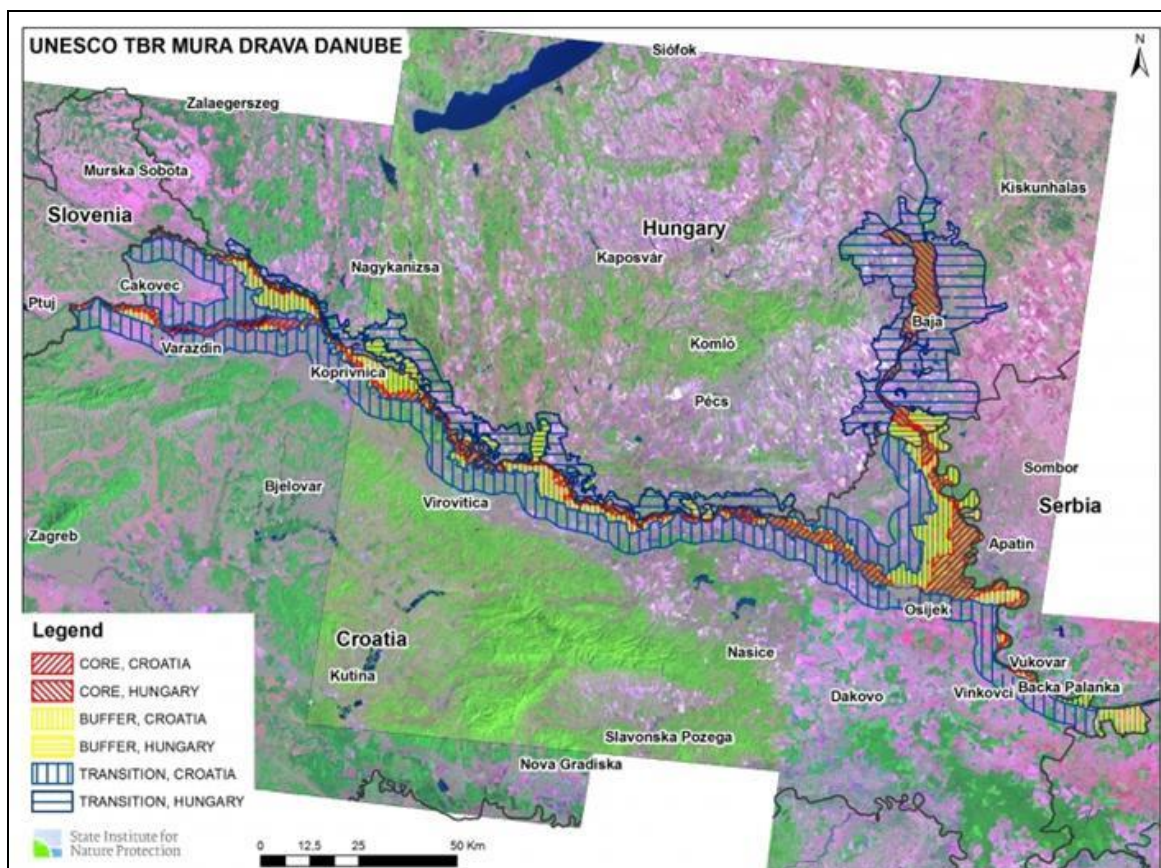 UNESCO TBR MURA DRAVA DANUBE
N
Siófok
Zalaegerszeg
Murska Sobota
Kiskunhalas
Slovenia
Hungary
Kaposvár
Nagykanizsa
Cakovec
Ptuj
Baja
Varazdin
Komló
Koprivnica
Pécs
Sombor
Bjelovar
Virovitica
Serbia
Zagreb
Apatin
Osijek
Legend
Croatia
Nasice
CORE, CROATIA
Kutina
Vukovar
CORE, HUNGARY
Dakovo
Vinkovci
Backa Palanka
BUFFER, CROATIA
Slavonska Pozega
BUFFER, HUNGARY
Nova Gradiska
TRANSITION, CROATIA
TRANSITION, HUNGARY
State Institute for
Nature Protection
0 12,5 25 50 Km